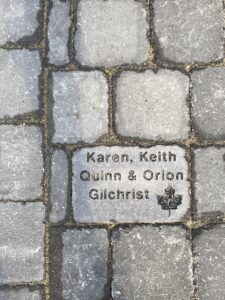 Karen, Keith
Quinn & Orion
Gilchrist